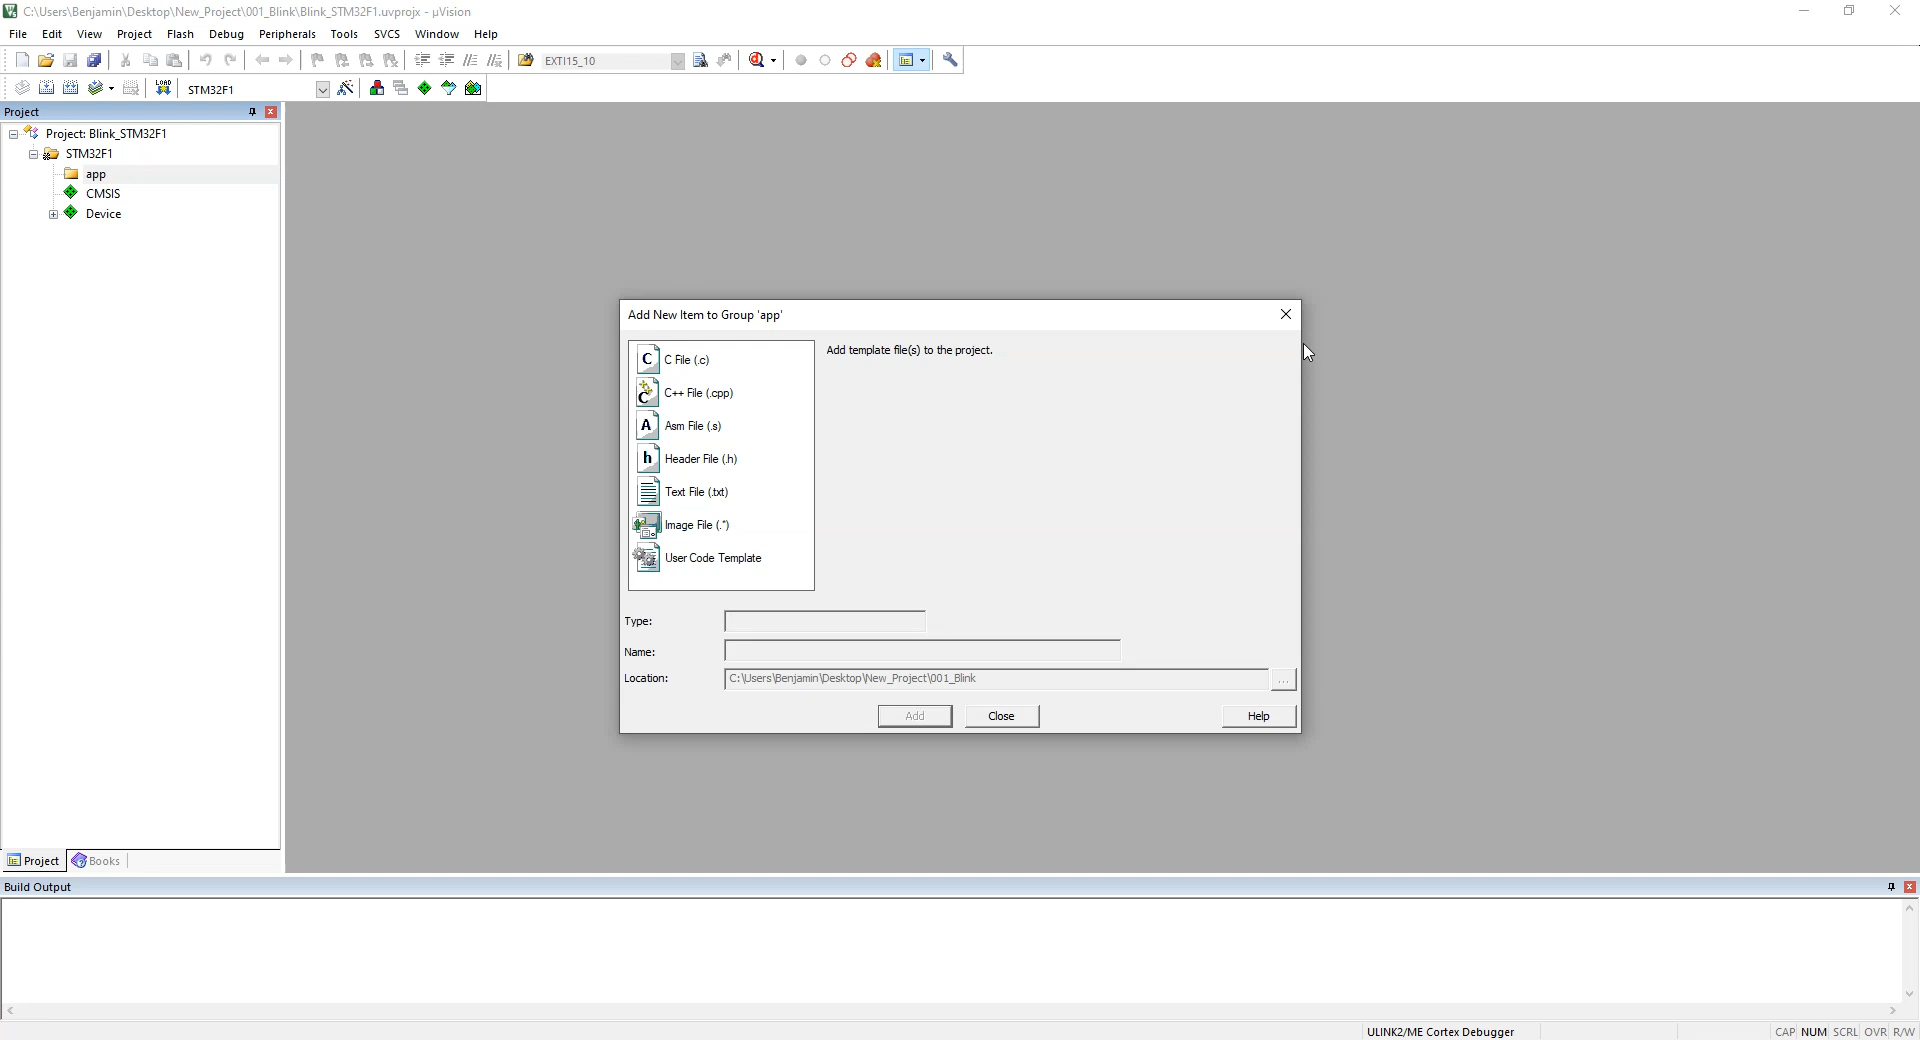 C:\Users\Benjamin\Desktop\New_Project\001_Blink\Blink_STM32F1.uvprojx - µVision
File Edit View Project Flash Debug Peripherals Tools SVCS Window Help
EXTI15_10
LOAD STM32F1
Project
Project: Blink_STM32F1
STM32F1
app
CMSIS
Device
Add New Item to Group 'app'
C C File (.c)
Add template file(s) to the project.
C C++ File (.cpp)
A Asm File (.s)
h Header File (.h)
Text File (.txt)
Image File (.*)
User Code Template
Type:
Name:
Location: C:\Users\Benjamin\Desktop\New_Project\001_Blink ...
Add Close Help
Project Books
Build Output
ULINK2/ME Cortex Debugger CAP NUM SCRL OVR R/W